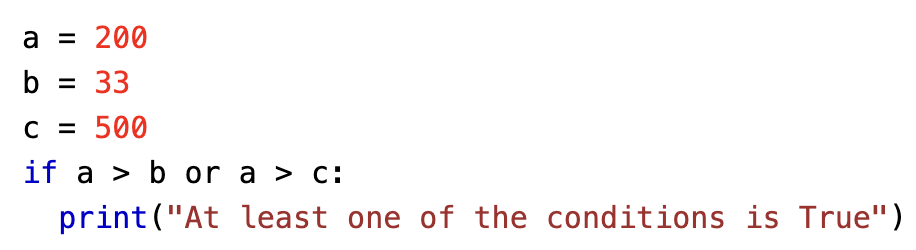 a = 200
b = 33
c = 500
if a > b or a > c:
  print("At least one of the conditions is True")